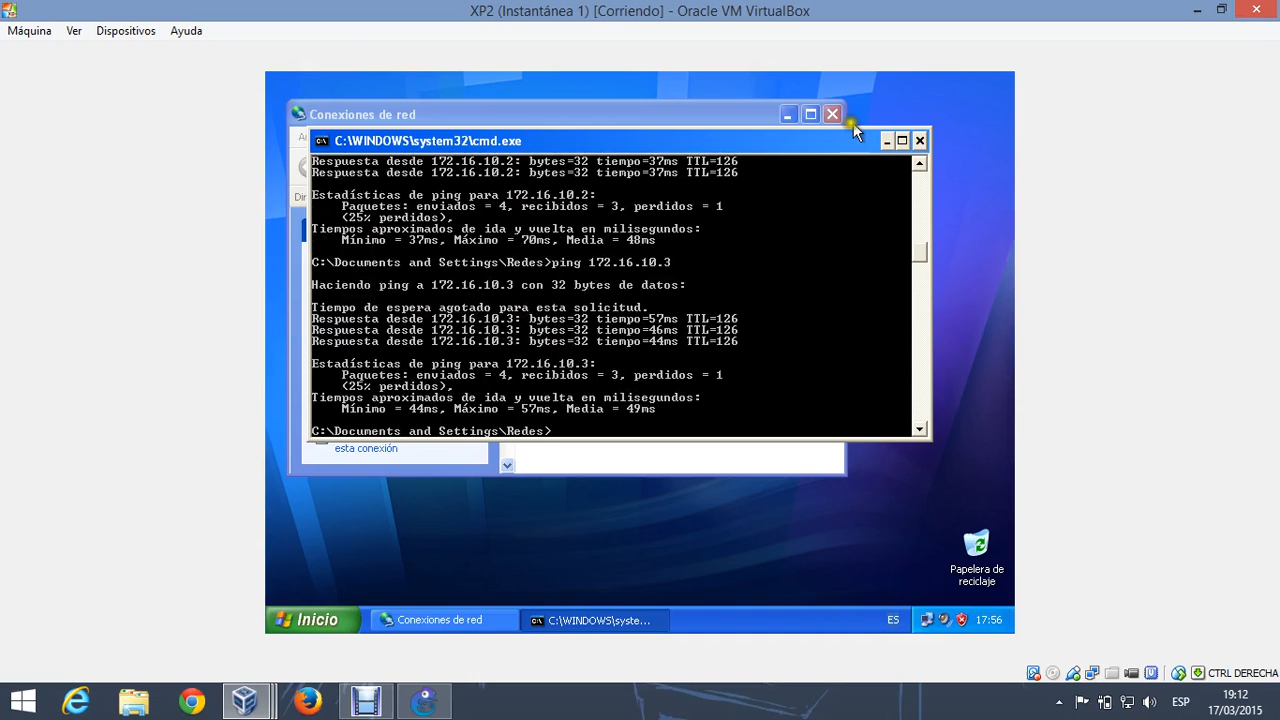 XP2 (Instantánea 1) [Corriendo] - Oracle VM VirtualBox
Máquina Ver Dispositivos Ayuda
Conexiones de red
C:\WINDOWS\system32\cmd.exe
Respuesta desde 172.16.10.2: bytes=32 tiempo=37ms TTL=126
Respuesta desde 172.16.10.2: bytes=32 tiempo=37ms TTL=126
Estadísticas de ping para 172.16.10.2:
Paquetes: enviados = 4, recibidos = 3, perdidos = 1
(25% perdidos),
Tiempos aproximados de ida y vuelta en milisegundos:
Mínimo = 37ms, Máximo = 70ms, Media = 48ms
C:\Documents and Settings\Redes>ping 172.16.10.3
Haciendo ping a 172.16.10.3 con 32 bytes de datos:
Tiempo de espera agotado para esta solicitud.
Respuesta desde 172.16.10.3: bytes=32 tiempo=57ms TTL=126
Respuesta desde 172.16.10.3: bytes=32 tiempo=46ms TTL=126
Respuesta desde 172.16.10.3: bytes=32 tiempo=44ms TTL=126
Estadísticas de ping para 172.16.10.3:
Paquetes: enviados = 4, recibidos = 3, perdidos = 1
(25% perdidos),
Tiempos aproximados de ida y vuelta en milisegundos:
Mínimo = 44ms, Máximo = 57ms, Media = 49ms
C:\Documents and Settings\Redes>
esta conexión
Papelera de
reciclaje
Inicio Conexiones de red C:\WINDOWS\syste... ES 17:56
CTRL DERECHA
ESP 19:12
17/03/2015